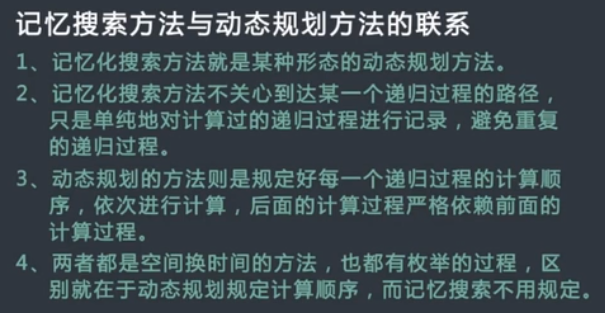 记忆搜索方法与动态规划方法的联系
1、记忆化搜索方法就是某种形态的动态规划方法。
2、记忆化搜索方法不关心到达某一个递归过程的路径，
只是单纯地对计算过的递归过程进行记录，避免重复
的递归过程。
3、动态规划的方法则是规定好每一个递归过程的计算顺
序，依次进行计算，后面的计算过程严格依赖前面的
计算过程。
4、两者都是空间换时间的方法，也都有枚举的过程，区
别就在于动态规划规定计算顺序，而记忆搜索不用规定。